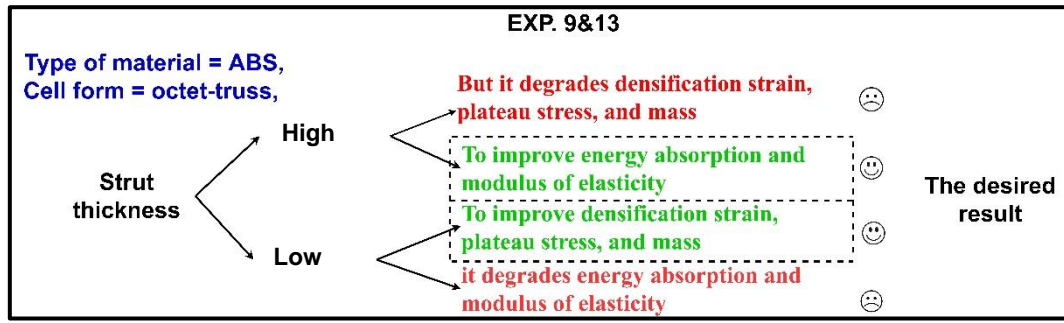 EXP. 9&13
Type of material = ABS,
Cell form = octet-truss,
But it degrades densification strain,
plateau stress, and mass
High
To improve energy absorption and
modulus of elasticity
Strut
thickness
The desired
result
To improve densification strain,
plateau stress, and mass
Low
it degrades energy absorption and
modulus of elasticity